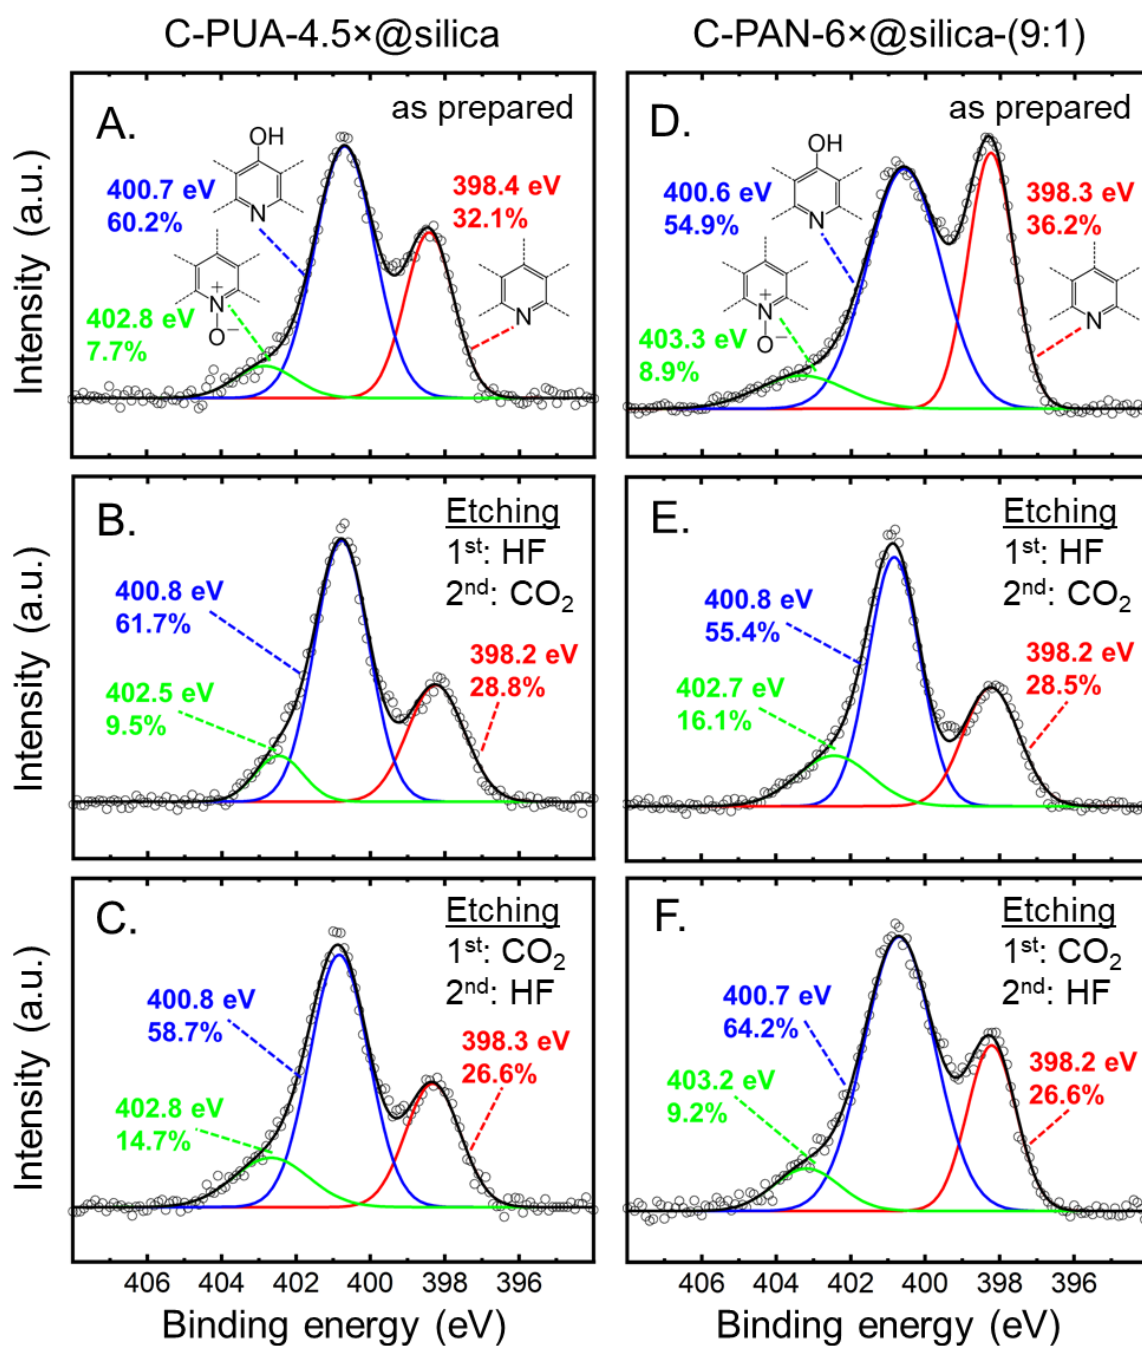 C-PUA-4.5×@silica
C-PAN-6×@silica-(9:1)
A.
as prepared
OH
N
400.7 eV
60.2%
N
+
O⁻
402.8 eV
7.7%
398.4 eV
32.1%
N
Intensity (a.u.)
D.
as prepared
OH
N
400.6 eV
54.9%
N
+
O⁻
403.3 eV
8.9%
398.3 eV
36.2%
N
B.
Etching
1st: HF
2nd: CO₂
400.8 eV
61.7%
402.5 eV
9.5%
398.2 eV
28.8%
Intensity (a.u.)
E.
Etching
1st: HF
2nd: CO₂
400.8 eV
55.4%
402.7 eV
16.1%
398.2 eV
28.5%
C.
Etching
1st: CO₂
2nd: HF
400.8 eV
58.7%
402.8 eV
14.7%
398.3 eV
26.6%
Intensity (a.u.)
F.
Etching
1st: CO₂
2nd: HF
400.7 eV
64.2%
403.2 eV
9.2%
398.2 eV
26.6%
406 404 402 400 398 396
Binding energy (eV)
406 404 402 400 398 396
Binding energy (eV)